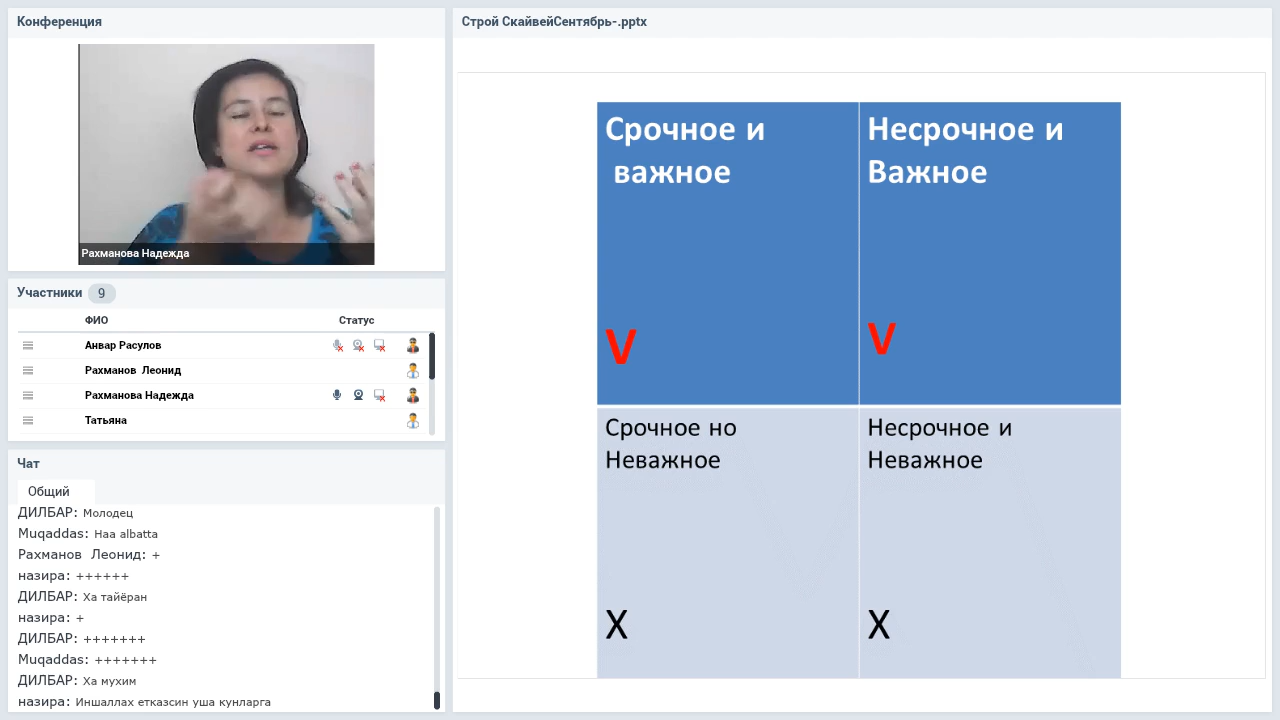 Конференция
Рахманова Надежда
Участники 9
ФИО Статус
Анвар Расулов
Рахманов Леонид
Рахманова Надежда
Татьяна
Чат
Общий
ДИЛБАР: Молодец
Muqaddas: Haa albatta
Рахманов Леонид: +
назира: ++++++
ДИЛБАР: Ха тайёран
назира: +
ДИЛБАР: +++++++
Muqaddas: +++++++
ДИЛБАР: Ха мухим
назира: Иншаллах етказсин уша кунларга
Строй СкайвейСентябрь-.pptx
Срочное и
важное
V
Несрочное и
Важное
V
Срочное но
Неважное
X
Несрочное и
Неважное
X